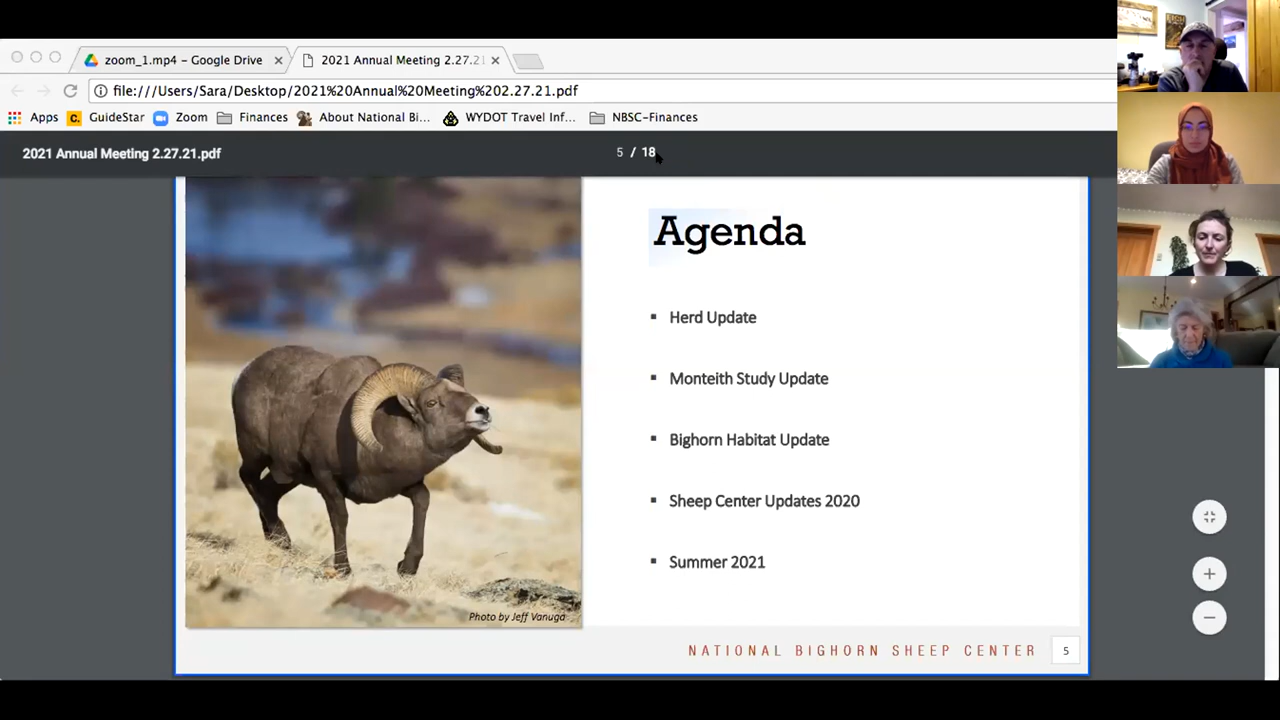 zoom_1.mp4 - Google Drive
2021 Annual Meeting 2.27.21
file:///Users/Sara/Desktop/2021%20Annual%20Meeting%202.27.21.pdf
Apps GuideStar Zoom Finances About National Bi... WYDOT Travel Inf... NBSC-Finances
2021 Annual Meeting 2.27.21.pdf
5 / 18
Agenda
▪ Herd Update
▪ Monteith Study Update
▪ Bighorn Habitat Update
▪ Sheep Center Updates 2020
▪ Summer 2021
Photo by Jeff Vanuga
NATIONAL BIGHORN SHEEP CENTER
5